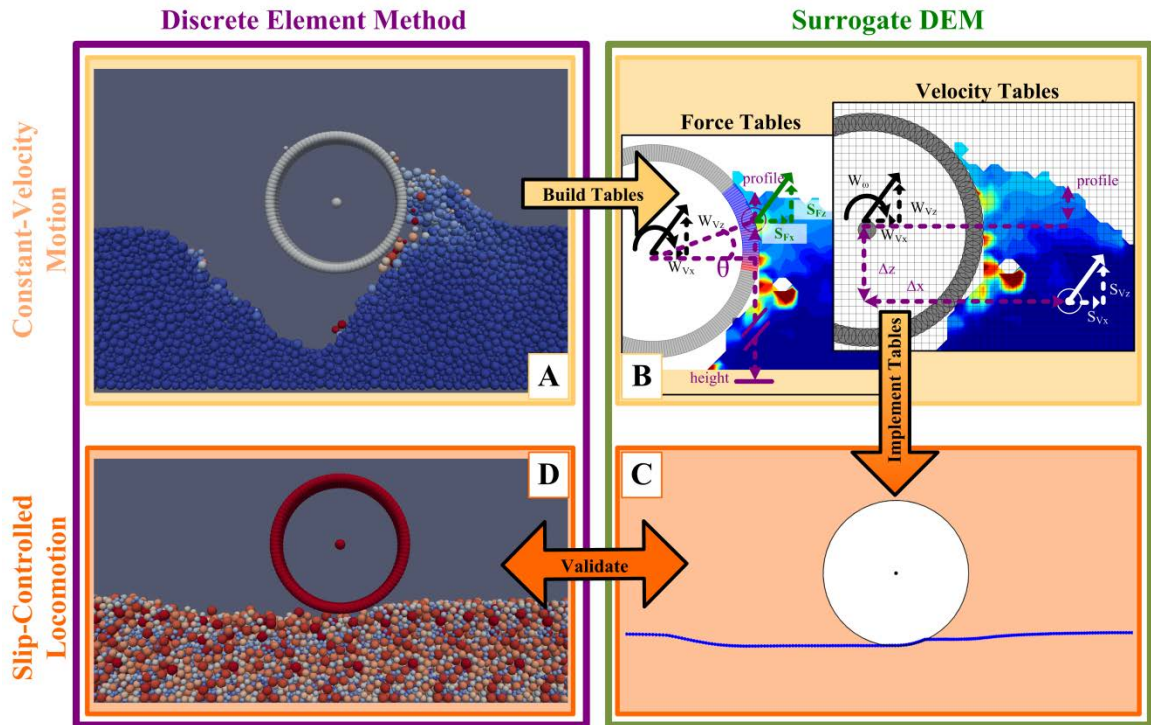 Discrete Element Method
Surrogate DEM
Constant-Velocity
Motion
A
Build Tables
Force Tables
profile
W_Vz
W_Vx
W_ω
θ
S_Fz
S_Fx
height
B
Velocity Tables
profile
W_ω
W_Vz
W_Vx
Δz
Δx
S_Vz
S_Vx
Implement Tables
Slip-Controlled
Locomotion
D
Validate
C